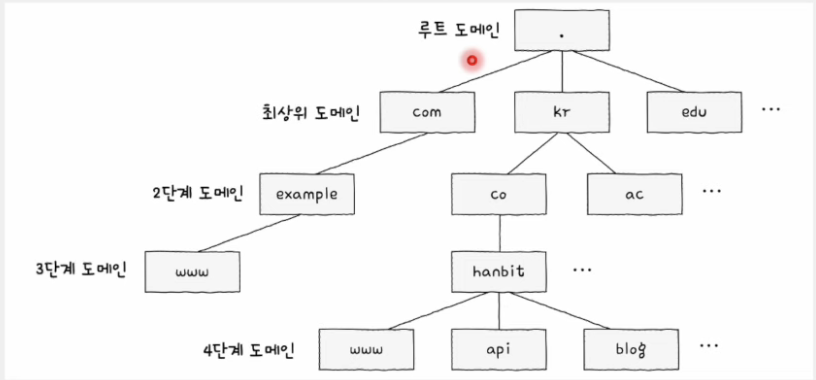 루트 도메인 .
최상위 도메인 com kr edu ...
2단계 도메인 example co ac ...
3단계 도메인 www hanbit ...
4단계 도메인 www api blog ...